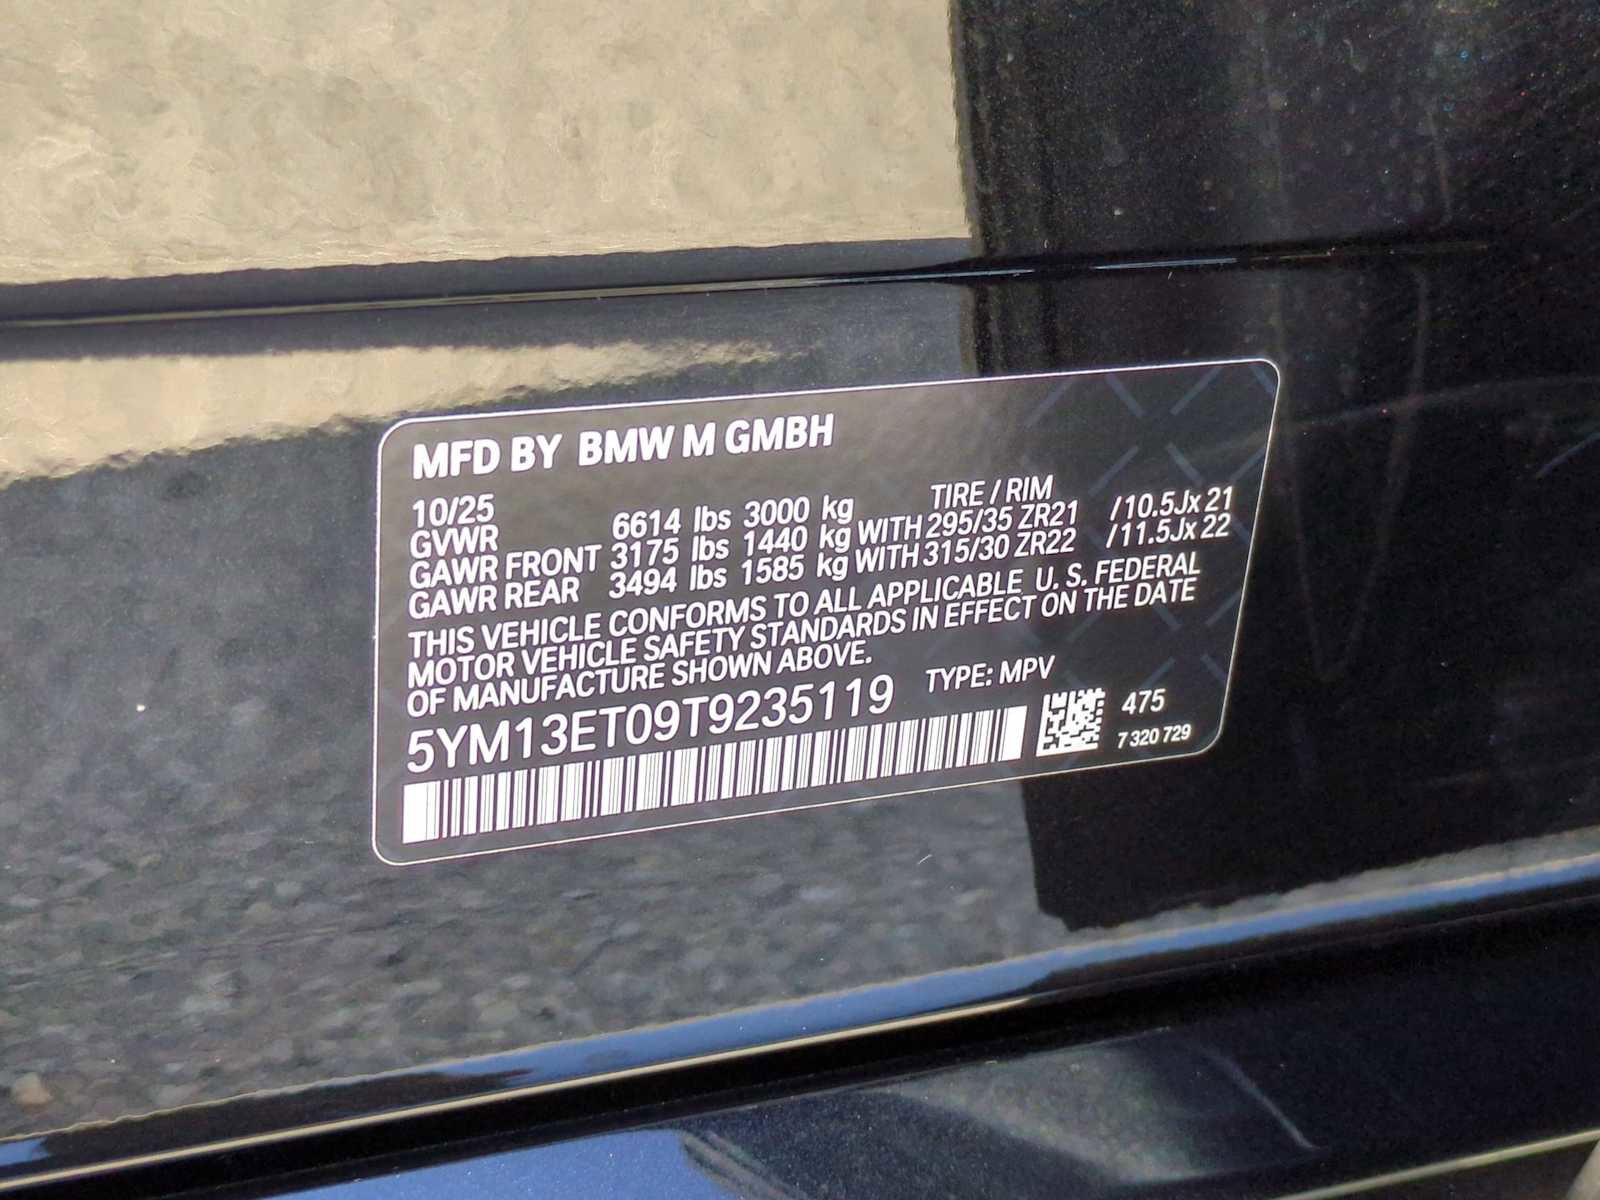 MFD BY BMW M GMBH
10/25 TIRE / RIM
GVWR 6614 lbs 3000 kg
GAWR FRONT 3175 lbs 1440 kg WITH 295/35 ZR21 /10.5Jx 21
GAWR REAR 3494 lbs 1585 kg WITH 315/30 ZR22 /11.5Jx 22
THIS VEHICLE CONFORMS TO ALL APPLICABLE U. S. FEDERAL
MOTOR VEHICLE SAFETY STANDARDS IN EFFECT ON THE DATE
OF MANUFACTURE SHOWN ABOVE.
5YM13ET09T9235119 TYPE: MPV
475
7 320 729